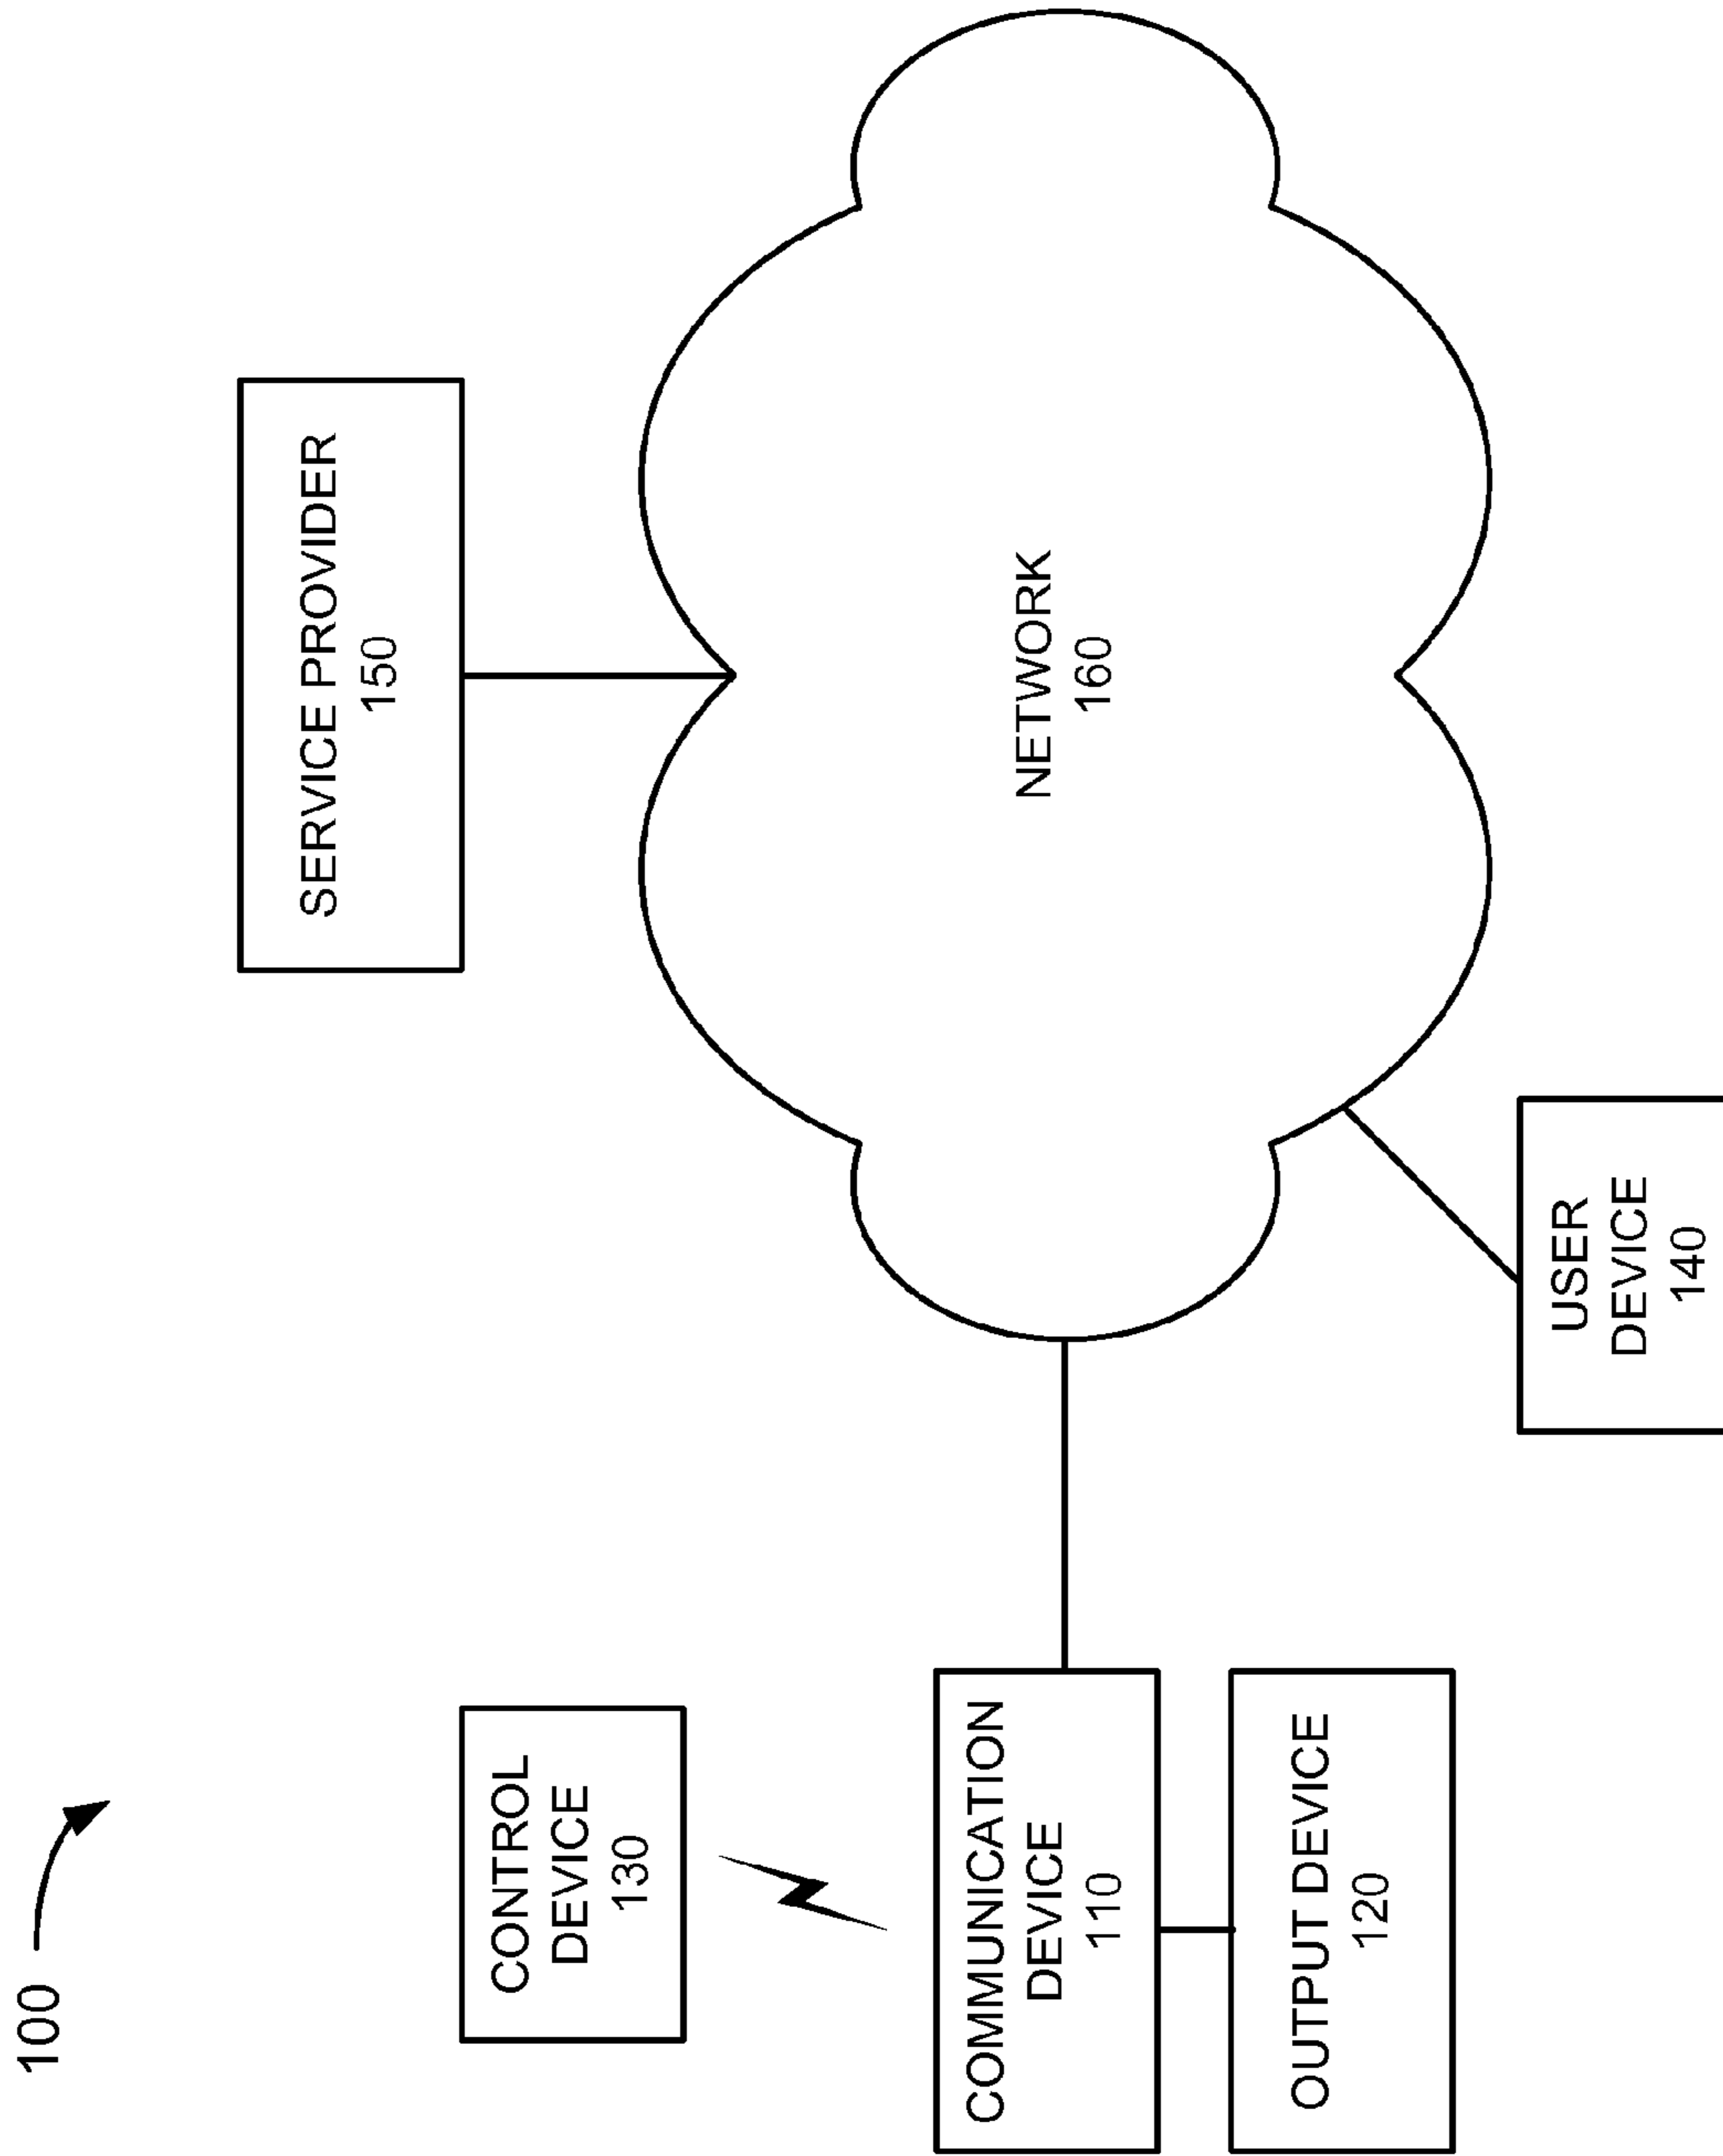 100
CONTROL
DEVICE
130
COMMUNICATION
DEVICE
110
OUTPUT DEVICE
120
SERVICE PROVIDER
150
NETWORK
160
USER
DEVICE
140